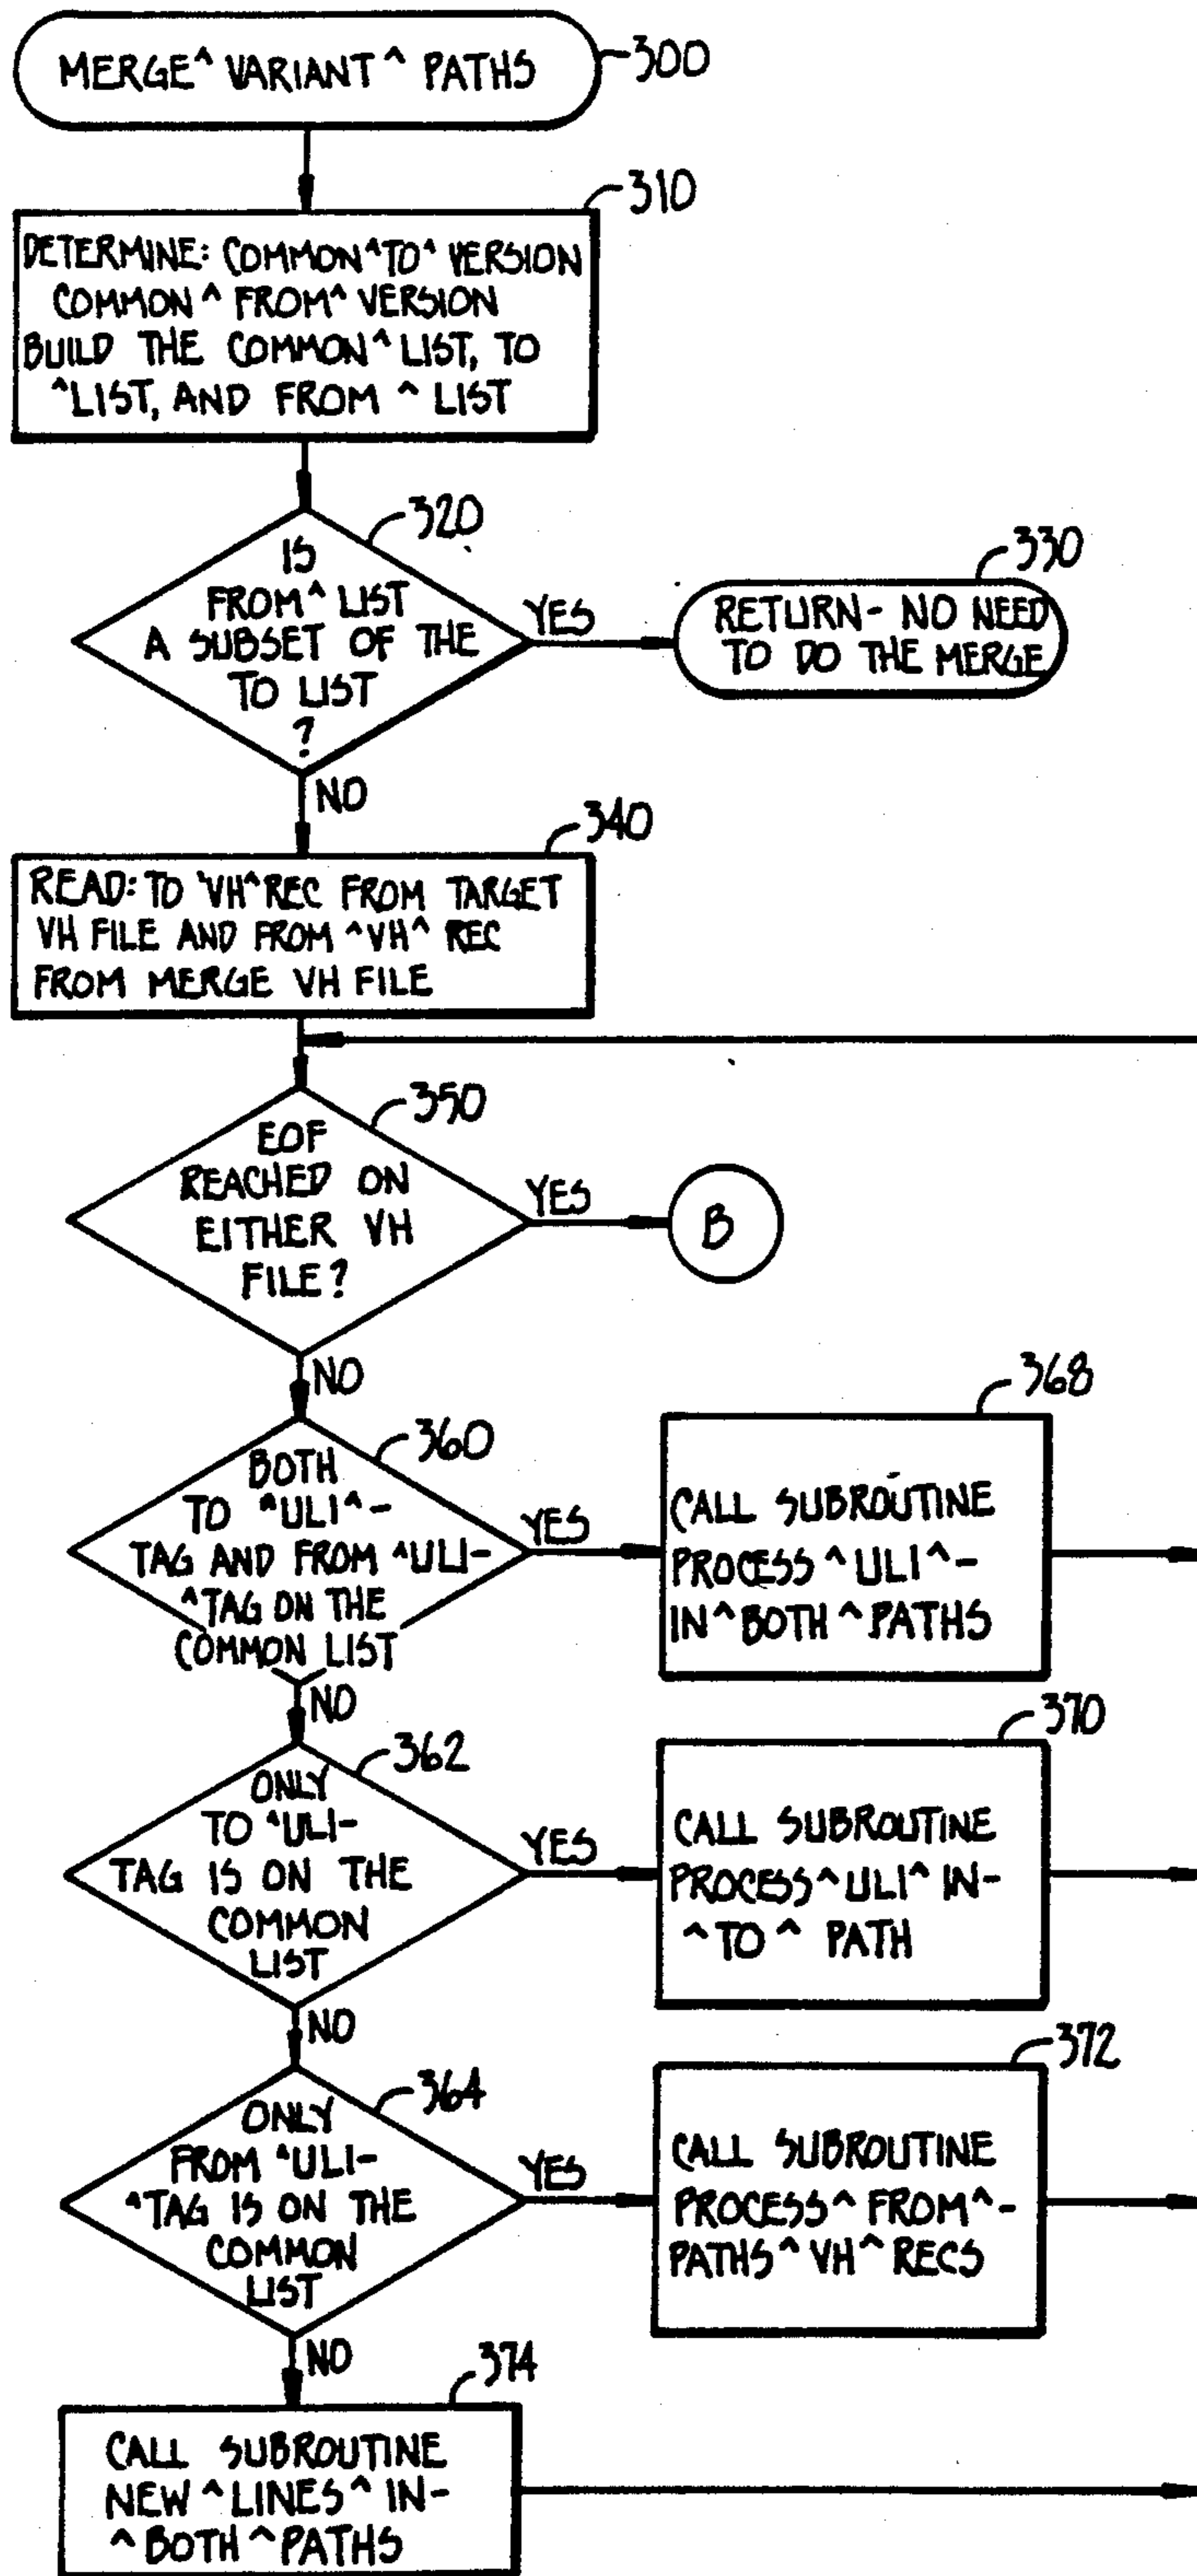 MERGE^ VARIANT ^ PATHS
300
310
DETERMINE: COMMON^TO^ VERSION
COMMON ^ FROM^ VERSION
BUILD THE COMMON^ LIST, TO
^LIST, AND FROM ^ LIST
320
IS
FROM^ LIST
A SUBSET OF THE
TO LIST
?
YES
330
RETURN- NO NEED
TO DO THE MERGE
NO
340
READ: TO 'VH^REC FROM TARGET
VH FILE AND FROM ^VH^ REC
FROM MERGE VH FILE
350
EOF
REACHED ON
EITHER VH
FILE?
YES
B
NO
360
BOTH
TO ^ULI^-
TAG AND FROM ^ULI-
^TAG ON THE
COMMON LIST
YES
368
CALL SUBROUTINE
PROCESS ^ULI^-
IN^BOTH^PATHS
NO
362
ONLY
TO ^ULI-
TAG IS ON THE
COMMON
LIST
YES
370
CALL SUBROUTINE
PROCESS^ULI^ IN-
^TO^ PATH
NO
364
ONLY
FROM ^ULI-
^TAG IS ON THE
COMMON
LIST
YES
372
CALL SUBROUTINE
PROCESS^ FROM^-
PATHS^VH^RECS
NO
374
CALL SUBROUTINE
NEW ^LINES^ IN-
^ BOTH ^PATHS